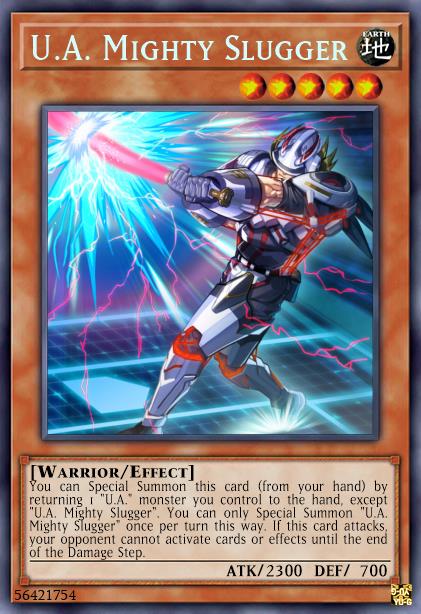 U.A. Mighty Slugger
EARTH
地
[Warrior/Effect]
You can Special Summon this card (from your hand) by
returning 1 "U.A." monster you control to the hand, except
"U.A. Mighty Slugger". You can only Special Summon "U.A.
Mighty Slugger" once per turn this way. If this card attacks,
your opponent cannot activate cards or effects until the end
of the Damage Step.
ATK/2300 DEF/ 700
56421754